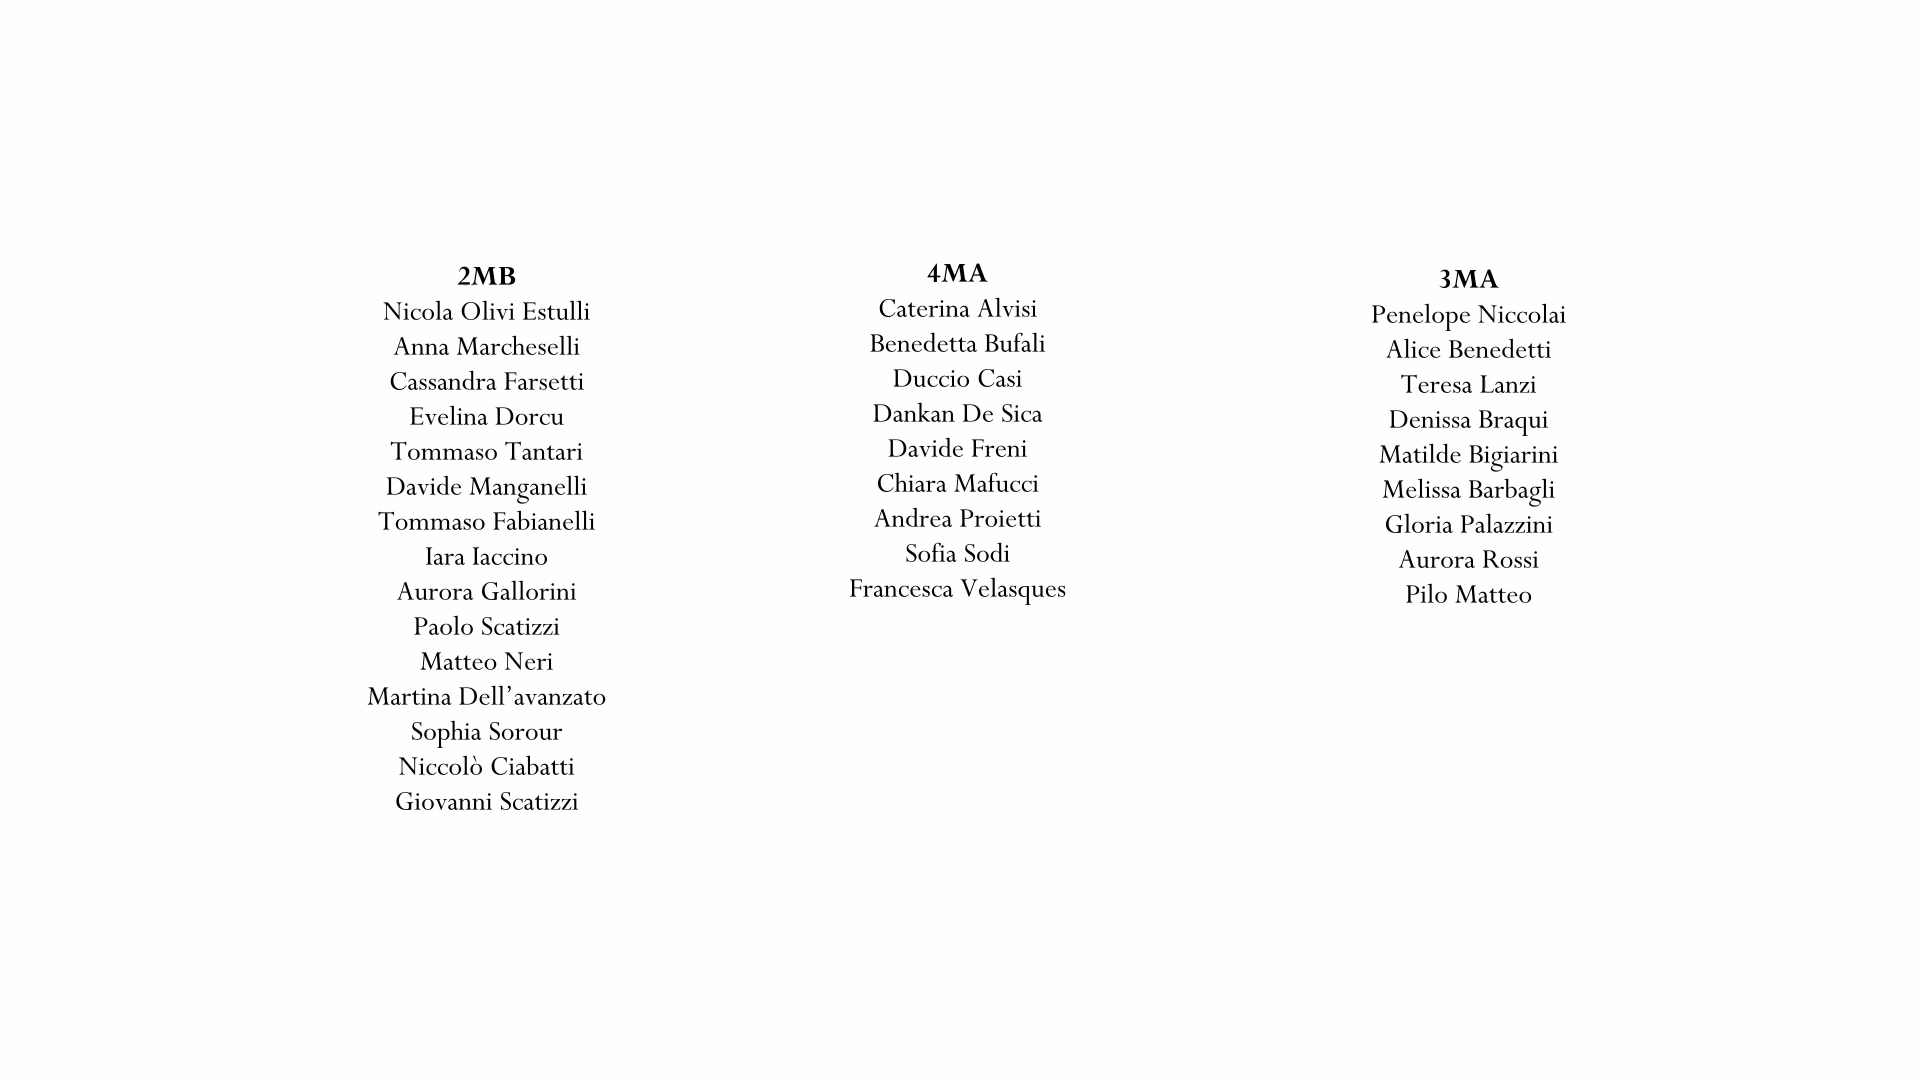 2MB
Nicola Olivi Estulli
Anna Marcheselli
Cassandra Farsetti
Evelina Dorcu
Tommaso Tantari
Davide Manganelli
Tommaso Fabianelli
Iara Iaccino
Aurora Gallorini
Paolo Scatizzi
Matteo Neri
Martina Dell’avanzato
Sophia Sorour
Niccolò Ciabatti
Giovanni Scatizzi
4MA
Caterina Alvisi
Benedetta Bufali
Duccio Casi
Dankan De Sica
Davide Freni
Chiara Mafucci
Andrea Proietti
Sofia Sodi
Francesca Velasques
3MA
Penelope Niccolai
Alice Benedetti
Teresa Lanzi
Denissa Braqui
Matilde Bigiarini
Melissa Barbagli
Gloria Palazzini
Aurora Rossi
Pilo Matteo